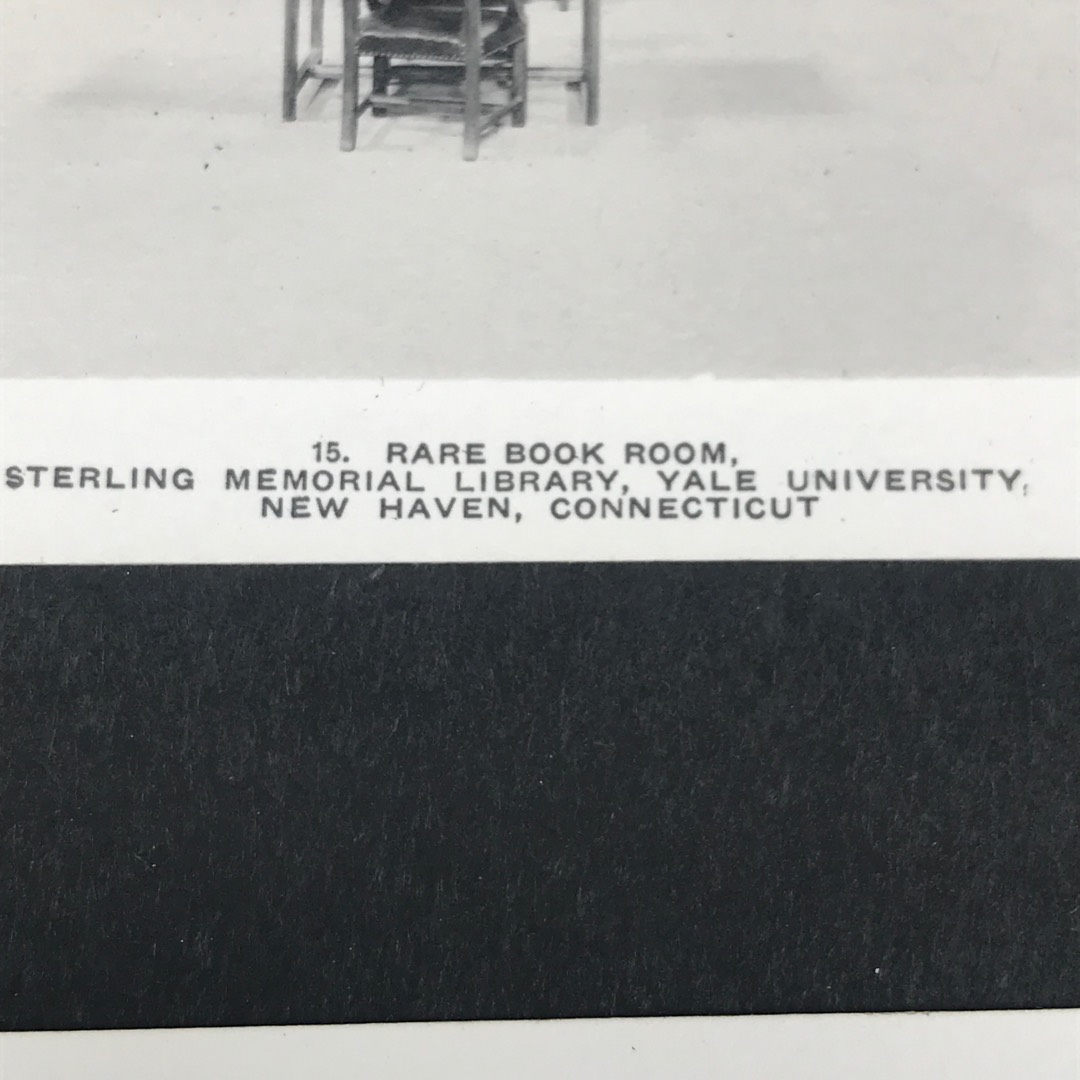 15. RARE BOOK ROOM,
STERLING MEMORIAL LIBRARY, YALE UNIVERSITY,
NEW HAVEN, CONNECTICUT